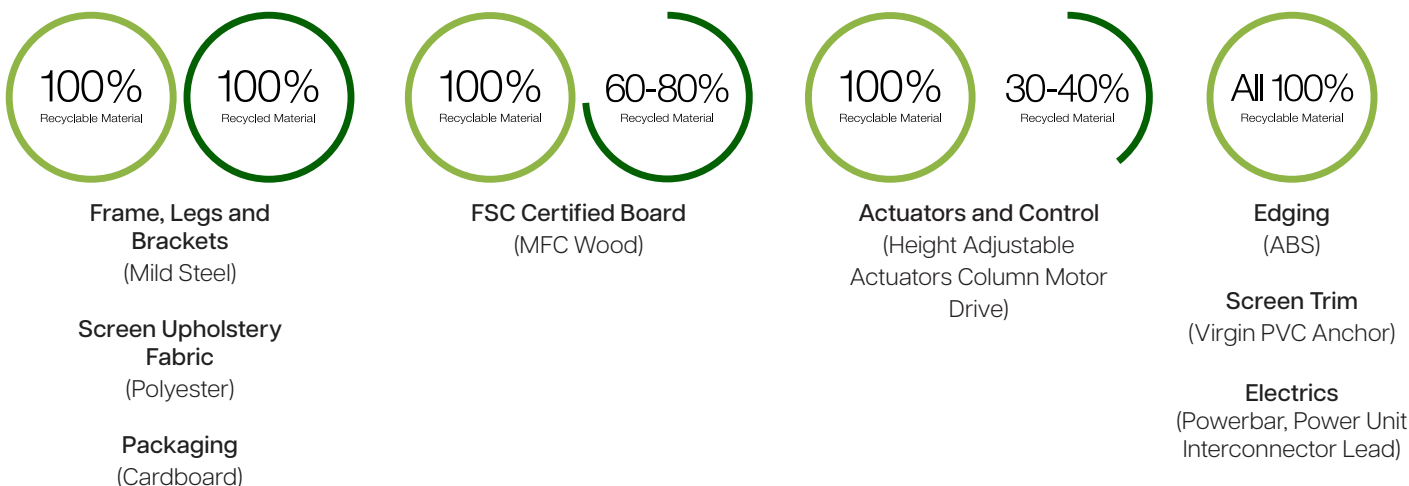 100%
Recyclable Material
100%
Recycled Material
Frame, Legs and
Brackets
(Mild Steel)
Screen Upholstery
Fabric
(Polyester)
Packaging
(Cardboard)
100%
Recyclable Material
60-80%
Recycled Material
FSC Certified Board
(MFC Wood)
100%
Recyclable Material
30-40%
Recycled Material
Actuators and Control
(Height Adjustable
Actuators Column Motor
Drive)
All 100%
Recyclable Material
Edging
(ABS)
Screen Trim
(Virgin PVC Anchor)
Electrics
(Powerbar, Power Unit
Interconnector Lead)